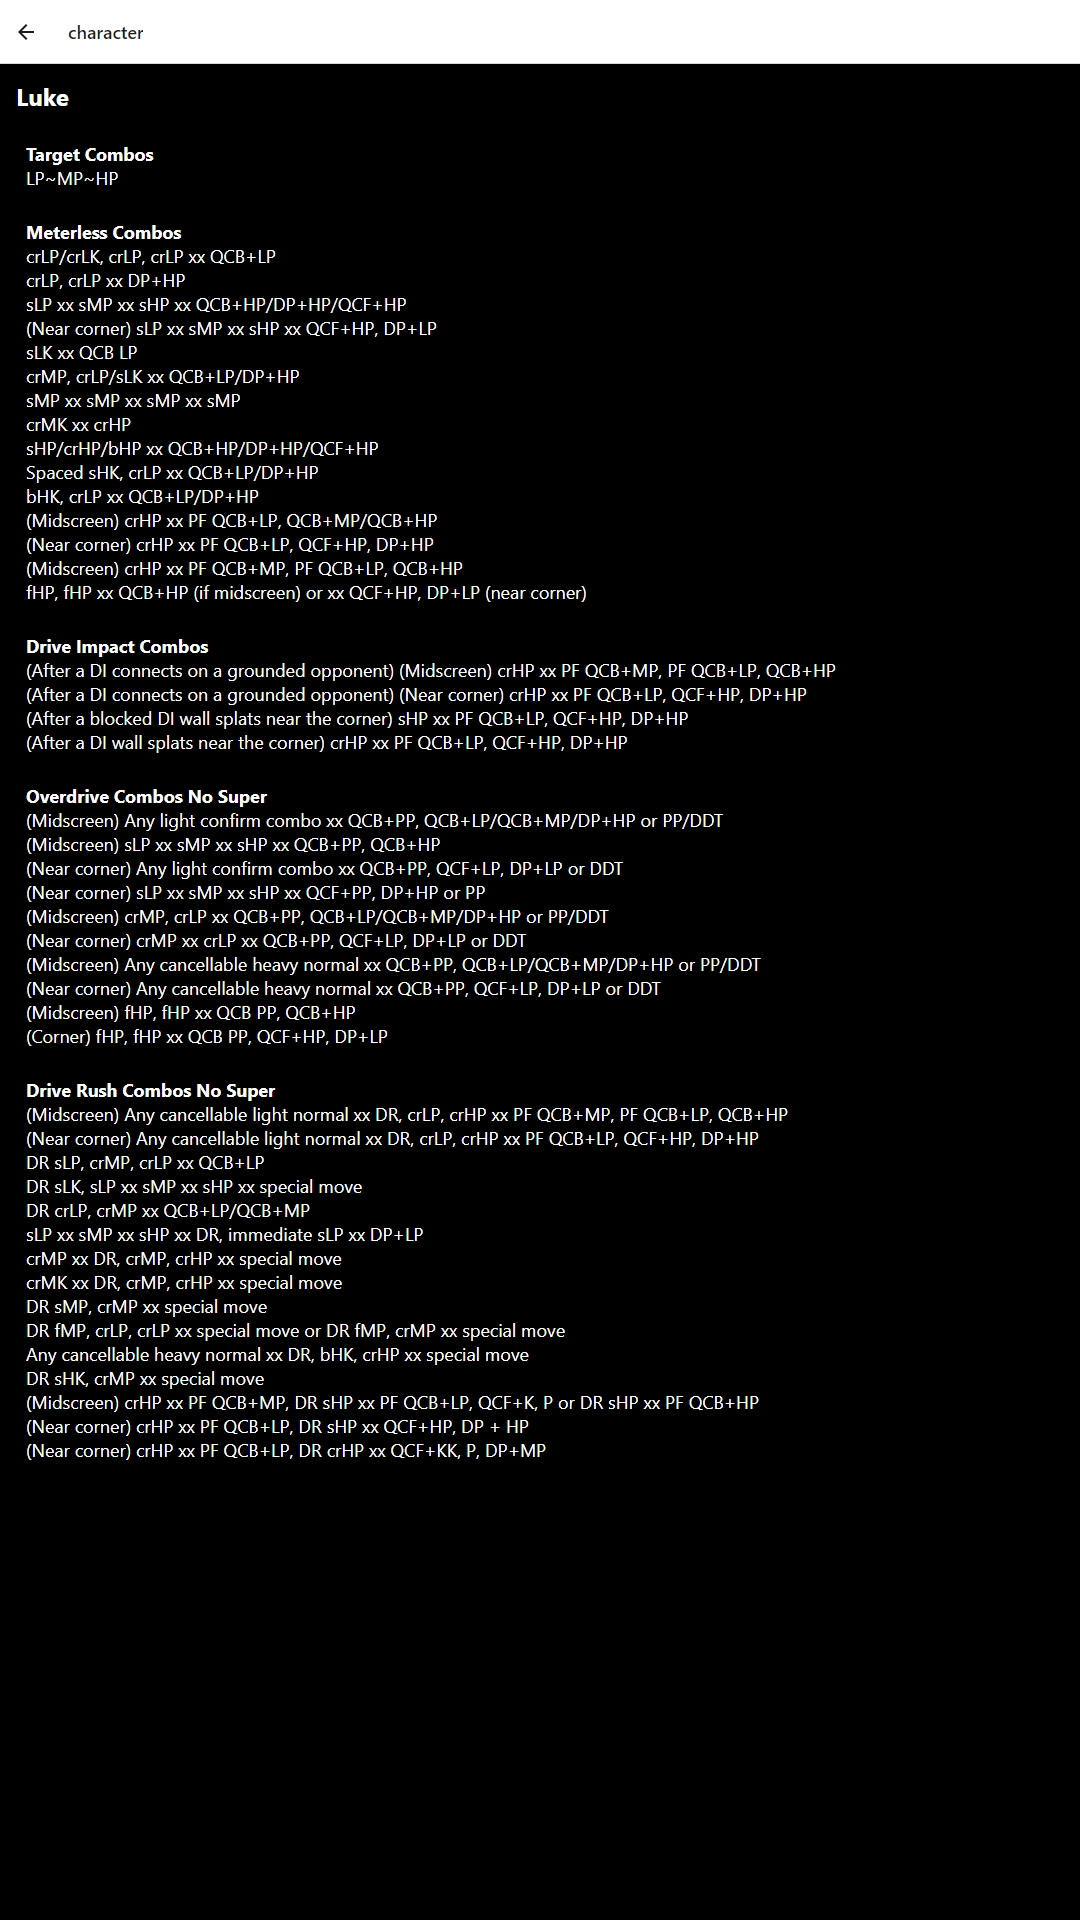 character
Luke
Target Combos
LP~MP~HP
Meterless Combos
crLP/crLK, crLP, crLP xx QCB+LP
crLP, crLP xx DP+HP
sLP xx sMP xx sHP xx QCB+HP/DP+HP/QCF+HP
(Near corner) sLP xx sMP xx sHP xx QCF+HP, DP+LP
sLK xx QCB LP
crMP, crLP/sLK xx QCB+LP/DP+HP
sMP xx sMP xx sMP xx sMP
crMK xx crHP
sHP/crHP/bHP xx QCB+HP/DP+HP/QCF+HP
Spaced sHK, crLP xx QCB+LP/DP+HP
bHK, crLP xx QCB+LP/DP+HP
(Midscreen) crHP xx PF QCB+LP, QCB+MP/QCB+HP
(Near corner) crHP xx PF QCB+LP, QCF+HP, DP+HP
(Midscreen) crHP xx PF QCB+MP, PF QCB+LP, QCB+HP
fHP, fHP xx QCB+HP (if midscreen) or xx QCF+HP, DP+LP (near corner)
Drive Impact Combos
(After a DI connects on a grounded opponent) (Midscreen) crHP xx PF QCB+MP, PF QCB+LP, QCB+HP
(After a DI connects on a grounded opponent) (Near corner) crHP xx PF QCB+LP, QCF+HP, DP+HP
(After a blocked DI wall splats near the corner) sHP xx PF QCB+LP, QCF+HP, DP+HP
(After a DI wall splats near the corner) crHP xx PF QCB+LP, QCF+HP, DP+HP
Overdrive Combos No Super
(Midscreen) Any light confirm combo xx QCB+PP, QCB+LP/QCB+MP/DP+HP or PP/DDT
(Midscreen) sLP xx sMP xx sHP xx QCB+PP, QCB+HP
(Near corner) Any light confirm combo xx QCB+PP, QCF+LP, DP+LP or DDT
(Near corner) sLP xx sMP xx sHP xx QCF+PP, DP+HP or PP
(Midscreen) crMP, crLP xx QCB+PP, QCB+LP/QCB+MP/DP+HP or PP/DDT
(Near corner) crMP xx crLP xx QCB+PP, QCF+LP, DP+LP or DDT
(Midscreen) Any cancellable heavy normal xx QCB+PP, QCB+LP/QCB+MP/DP+HP or PP/DDT
(Near corner) Any cancellable heavy normal xx QCB+PP, QCF+LP, DP+LP or DDT
(Midscreen) fHP, fHP xx QCB PP, QCB+HP
(Corner) fHP, fHP xx QCB PP, QCF+HP, DP+LP
Drive Rush Combos No Super
(Midscreen) Any cancellable light normal xx DR, crLP, crHP xx PF QCB+MP, PF QCB+LP, QCB+HP
(Near corner) Any cancellable light normal xx DR, crLP, crHP xx PF QCB+LP, QCF+HP, DP+HP
DR sLP, crMP, crLP xx QCB+LP
DR sLK, sLP xx sMP xx sHP xx special move
DR crLP, crMP xx QCB+LP/QCB+MP
sLP xx sMP xx sHP xx DR, immediate sLP xx DP+LP
crMP xx DR, crMP, crHP xx special move
crMK xx DR, crMP, crHP xx special move
DR sMP, crMP xx special move
DR fMP, crLP, crLP xx special move or DR fMP, crMP xx special move
Any cancellable heavy normal xx DR, bHK, crHP xx special move
DR sHK, crMP xx special move
(Midscreen) crHP xx PF QCB+MP, DR sHP xx PF QCB+LP, QCF+K, P or DR sHP xx PF QCB+HP
(Near corner) crHP xx PF QCB+LP, DR sHP xx QCF+HP, DP + HP
(Near corner) crHP xx PF QCB+LP, DR crHP xx QCF+KK, P, DP+MP